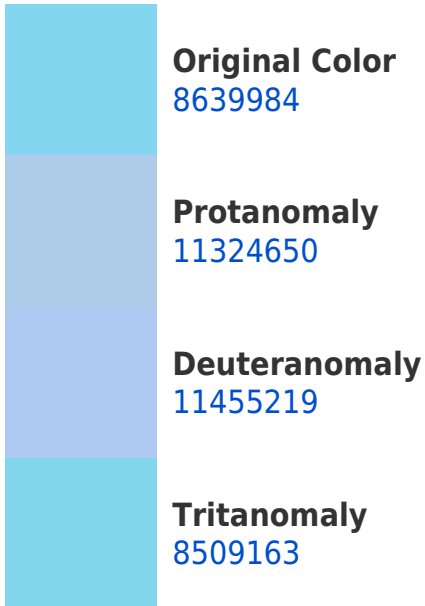 Original Color
8639984
Protanomaly
11324650
Deuteranomaly
11455219
Tritanomaly
8509163